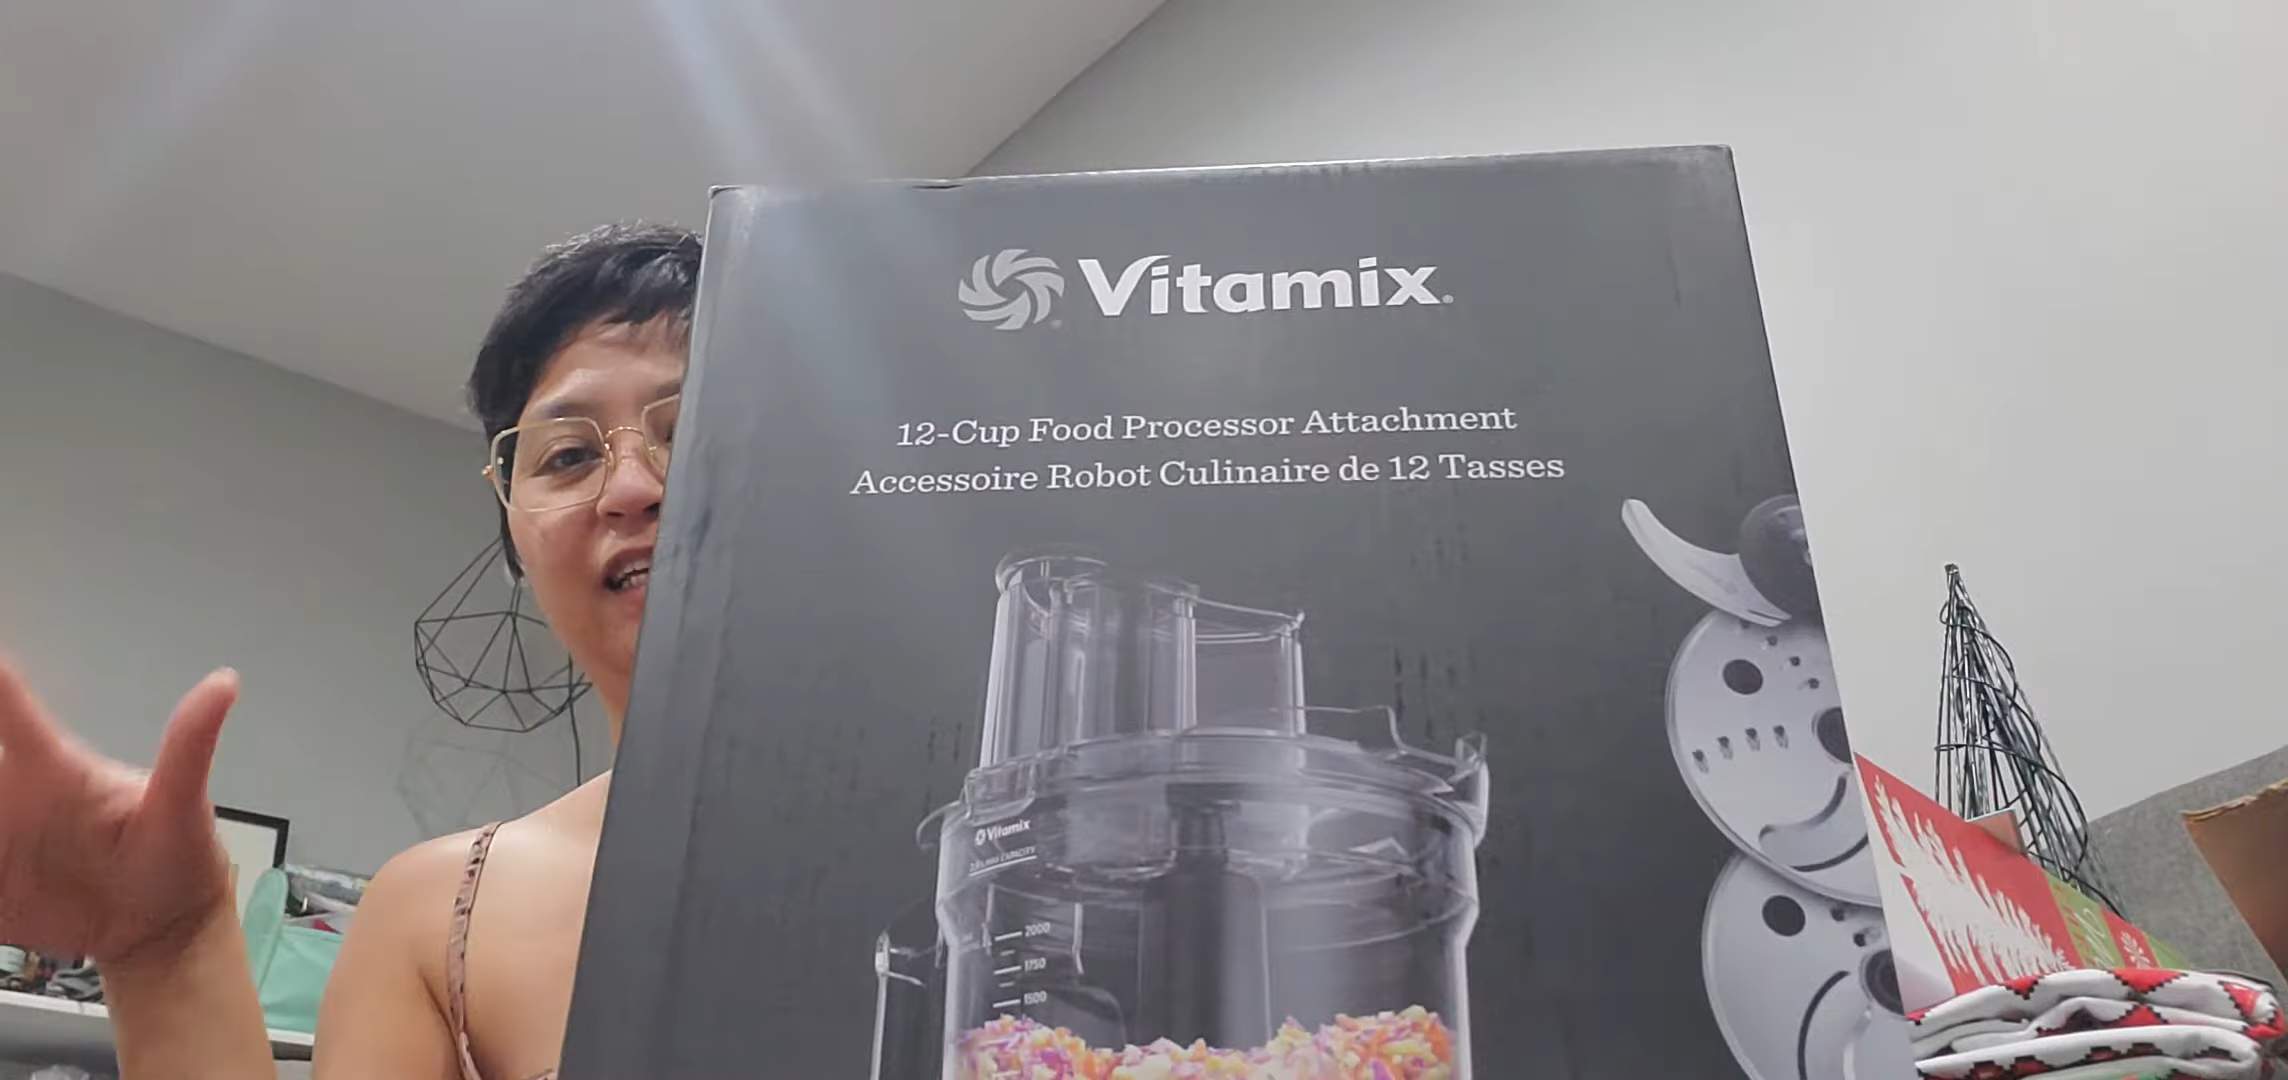 Vitamix
12-Cup Food Processor Attachment
Accessoire Robot Culinaire de 12 Tasses
Vitamix
2000
1750
1500